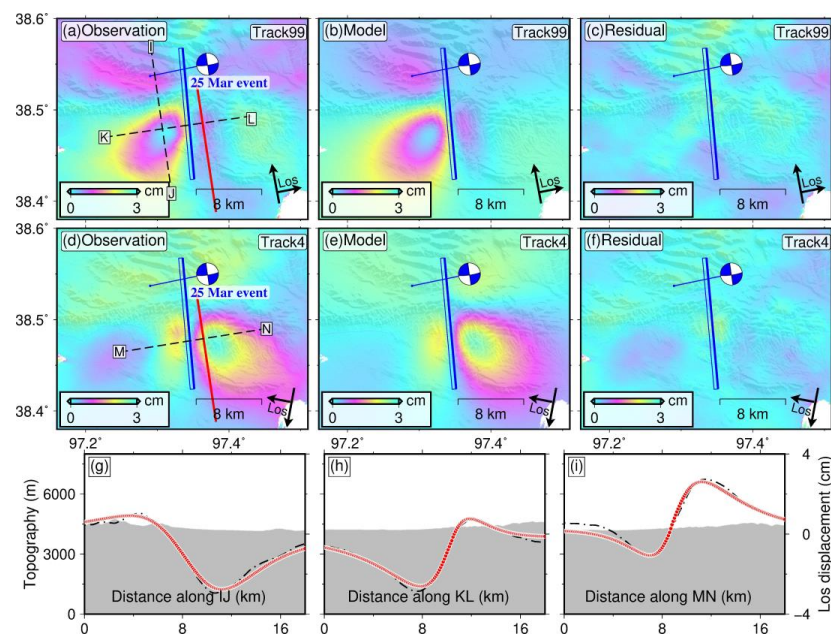 38.6°
(a)Observation
I
Track99
(b)Model
Track99
(c)Residual
Track99
25 Mar event
38.5°
K
L
J
Los
cm
0 3
8 km
cm
0 3
8 km
Los
cm
0 3
8 km
Los
38.4°
38.6°
(d)Observation
Track4
(e)Model
Track4
(f)Residual
Track4
25 Mar event
38.5°
M
N
cm
0 3
8 km
Los
cm
0 3
8 km
Los
cm
0 3
8 km
Los
38.4°
97.2° 97.4° 97.2° 97.4° 97.2° 97.4°
(g)
(h)
(i)
Topography (m)
6000
3000
0
4
0
−4
Los displacement (cm)
Distance along IJ (km)
Distance along KL (km)
Distance along MN (km)
0 8 16 0 8 16 0 8 16